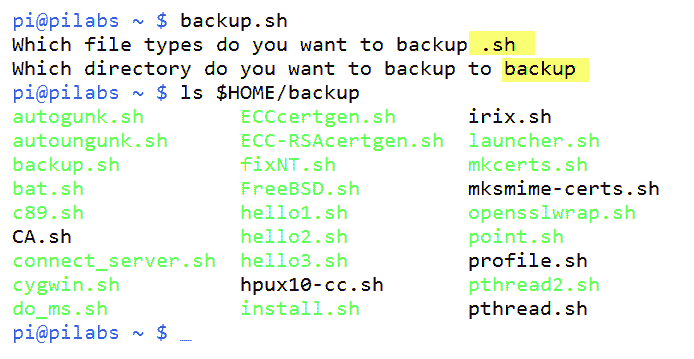 pi@pilabs ~ $ backup.sh
Which file types do you want to backup .sh
Which directory do you want to backup to backup
pi@pilabs ~ $ ls $HOME/backup
autogunk.sh ECCcertgen.sh irix.sh
autoungunk.sh ECC-RSAcertgen.sh launcher.sh
backup.sh fixNT.sh mkcerts.sh
bat.sh FreeBSD.sh mksmime-certs.sh
c89.sh hello1.sh opensslwrap.sh
CA.sh hello2.sh point.sh
connect_server.sh hello3.sh profile.sh
cygwin.sh hpux10-cc.sh pthread2.sh
do_ms.sh install.sh pthread.sh
pi@pilabs ~ $ _